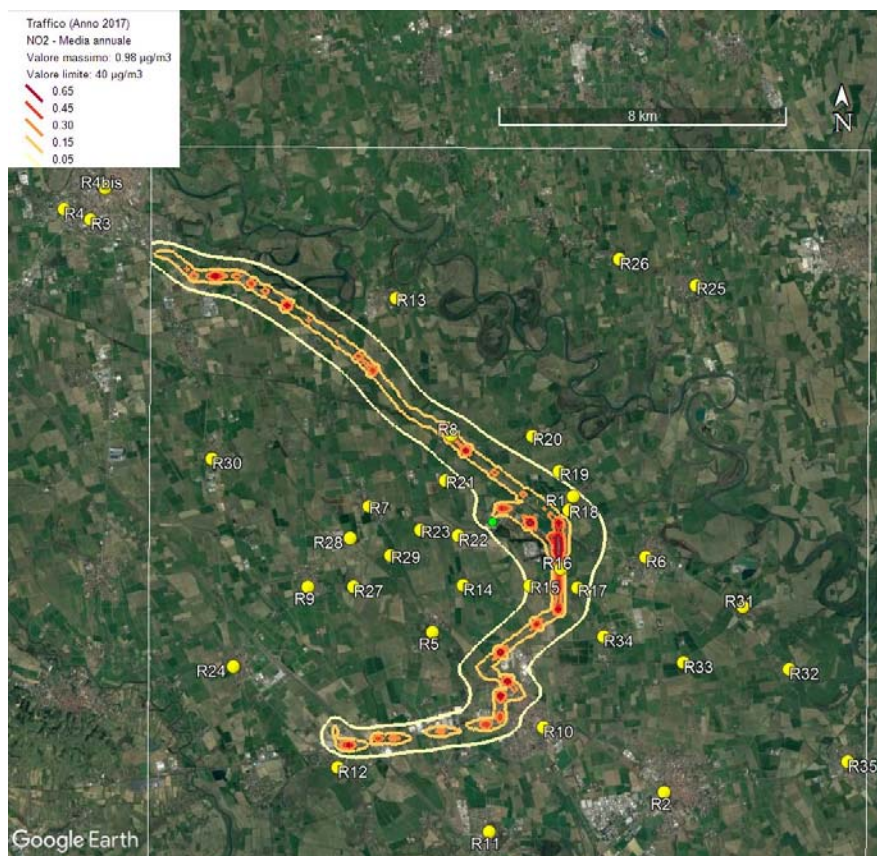 Traffico (Anno 2017)
NO2 - Media annuale
Valore massimo: 0.98 µg/m3
Valore limite: 40 µg/m3
0.65
0.45
0.30
0.15
0.05
8 km
N
R4bis
R4
R3
R26
R25
R13
R8
R20
R30
R19
R21
R1
R7
R18
R23
R22
R28
R29
R16
R6
R9
R27
R14
R15
R17
R31
R5
R34
R24
R33
R32
R10
R12
R35
R2
R11
Google Earth